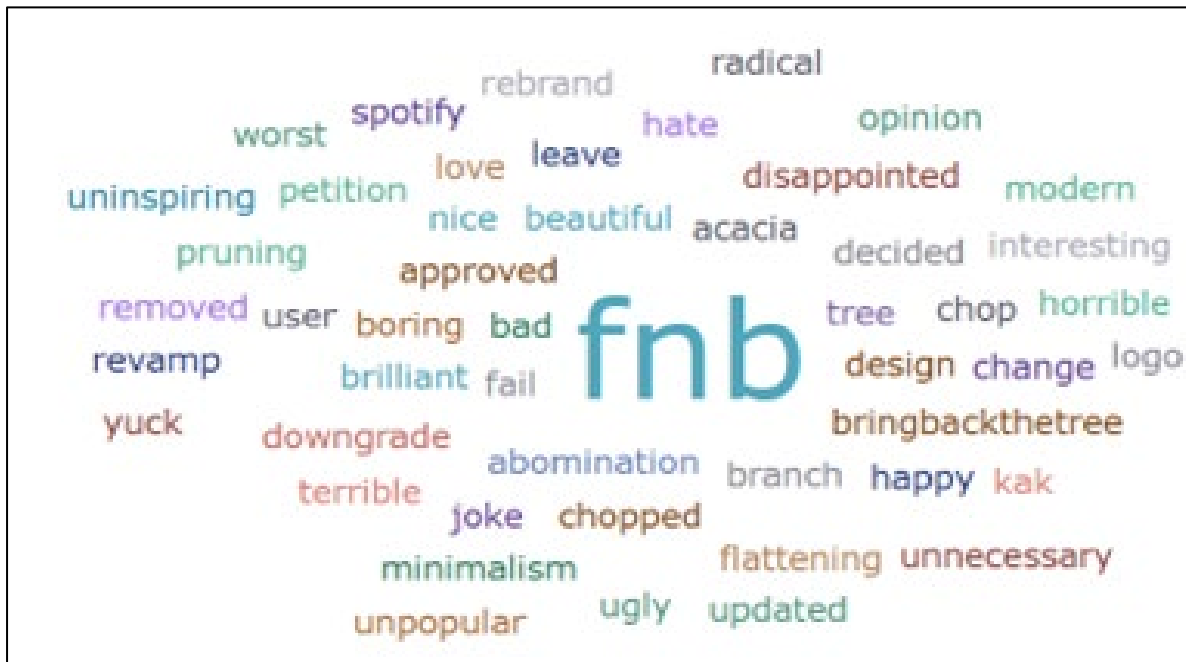 radical
rebrand
spotify hate opinion
worst love leave
uninspiring petition disappointed modern
nice beautiful acacia
pruning approved decided interesting
removed user boring bad fnb tree chop horrible
revamp brilliant fail design change logo
yuck downgrade bringbackthetree
abomination branch happy kak
terrible joke chopped
minimalism flattening unnecessary
unpopular ugly updated